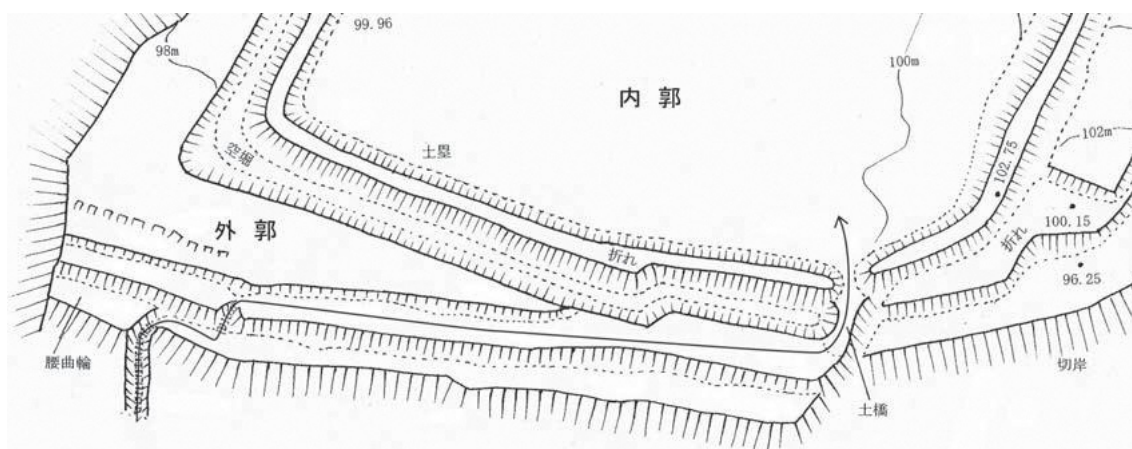 99.96
98m
内郭
100m
102m
土塁
空堀
102.75
100.15
外郭
折れ
折れ
96.25
腰曲輪
切岸
土橋